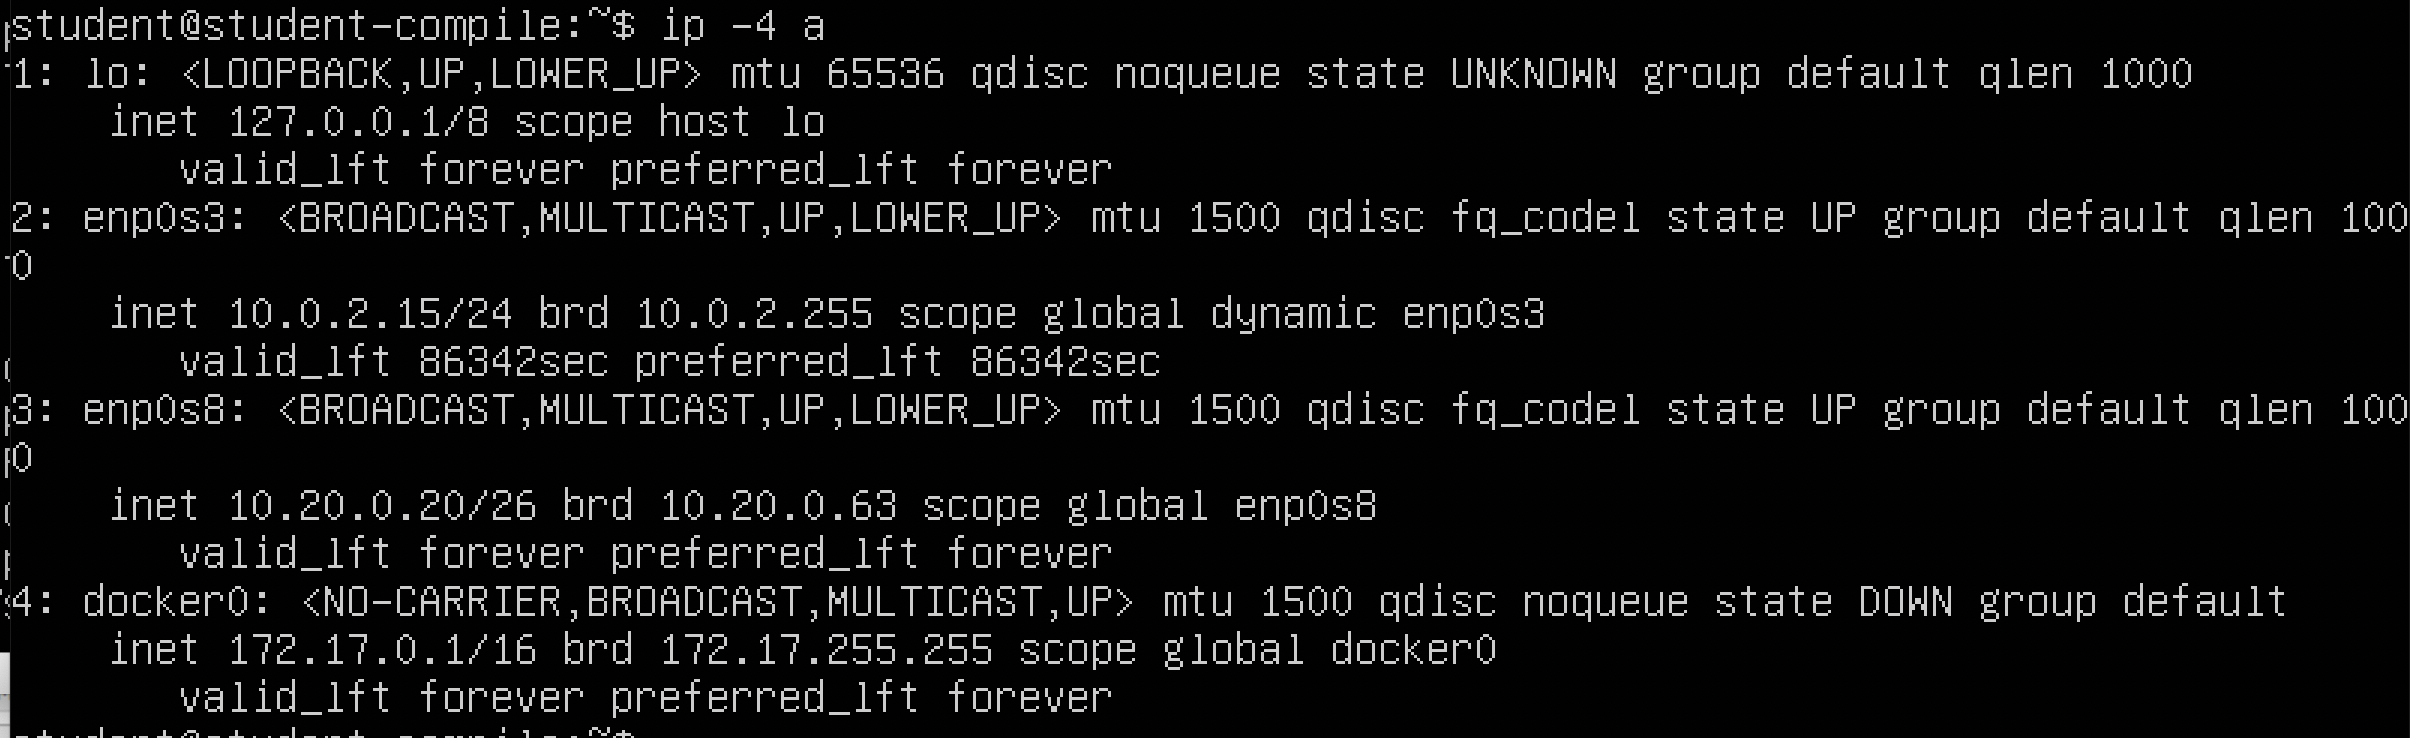 student@student-compile:~$ ip -4 a
1: lo: <LOOPBACK,UP,LOWER_UP> mtu 65536 qdisc noqueue state UNKNOWN group default qlen 1000
    inet 127.0.0.1/8 scope host lo
       valid_lft forever preferred_lft forever
2: enp0s3: <BROADCAST,MULTICAST,UP,LOWER_UP> mtu 1500 qdisc fq_codel state UP group default qlen 100
0
    inet 10.0.2.15/24 brd 10.0.2.255 scope global dynamic enp0s3
       valid_lft 86342sec preferred_lft 86342sec
3: enp0s8: <BROADCAST,MULTICAST,UP,LOWER_UP> mtu 1500 qdisc fq_codel state UP group default qlen 100
0
    inet 10.20.0.20/26 brd 10.20.0.63 scope global enp0s8
       valid_lft forever preferred_lft forever
4: docker0: <NO-CARRIER,BROADCAST,MULTICAST,UP> mtu 1500 qdisc noqueue state DOWN group default
    inet 172.17.0.1/16 brd 172.17.255.255 scope global docker0
       valid_lft forever preferred_lft forever
student@student-compile:~$